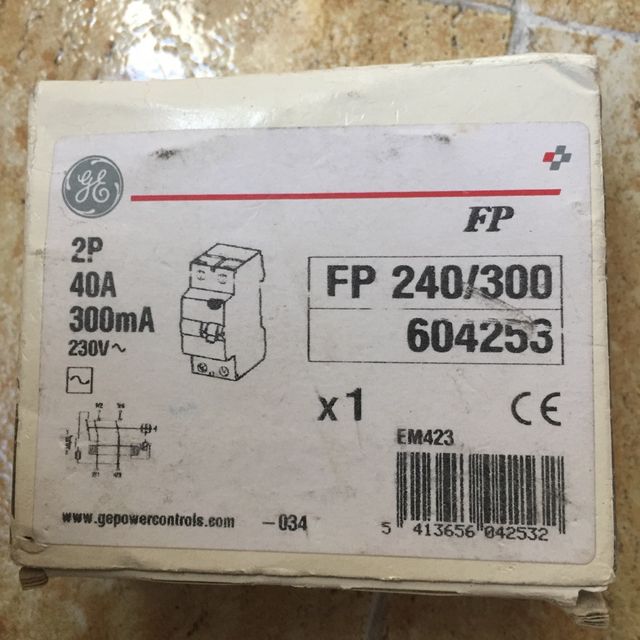 GE
FP
2P
40A
300mA
230V~
FP 240/300
604253
x1
CE
EM423
www.gepowercontrols.com
-034
5 413656 042532